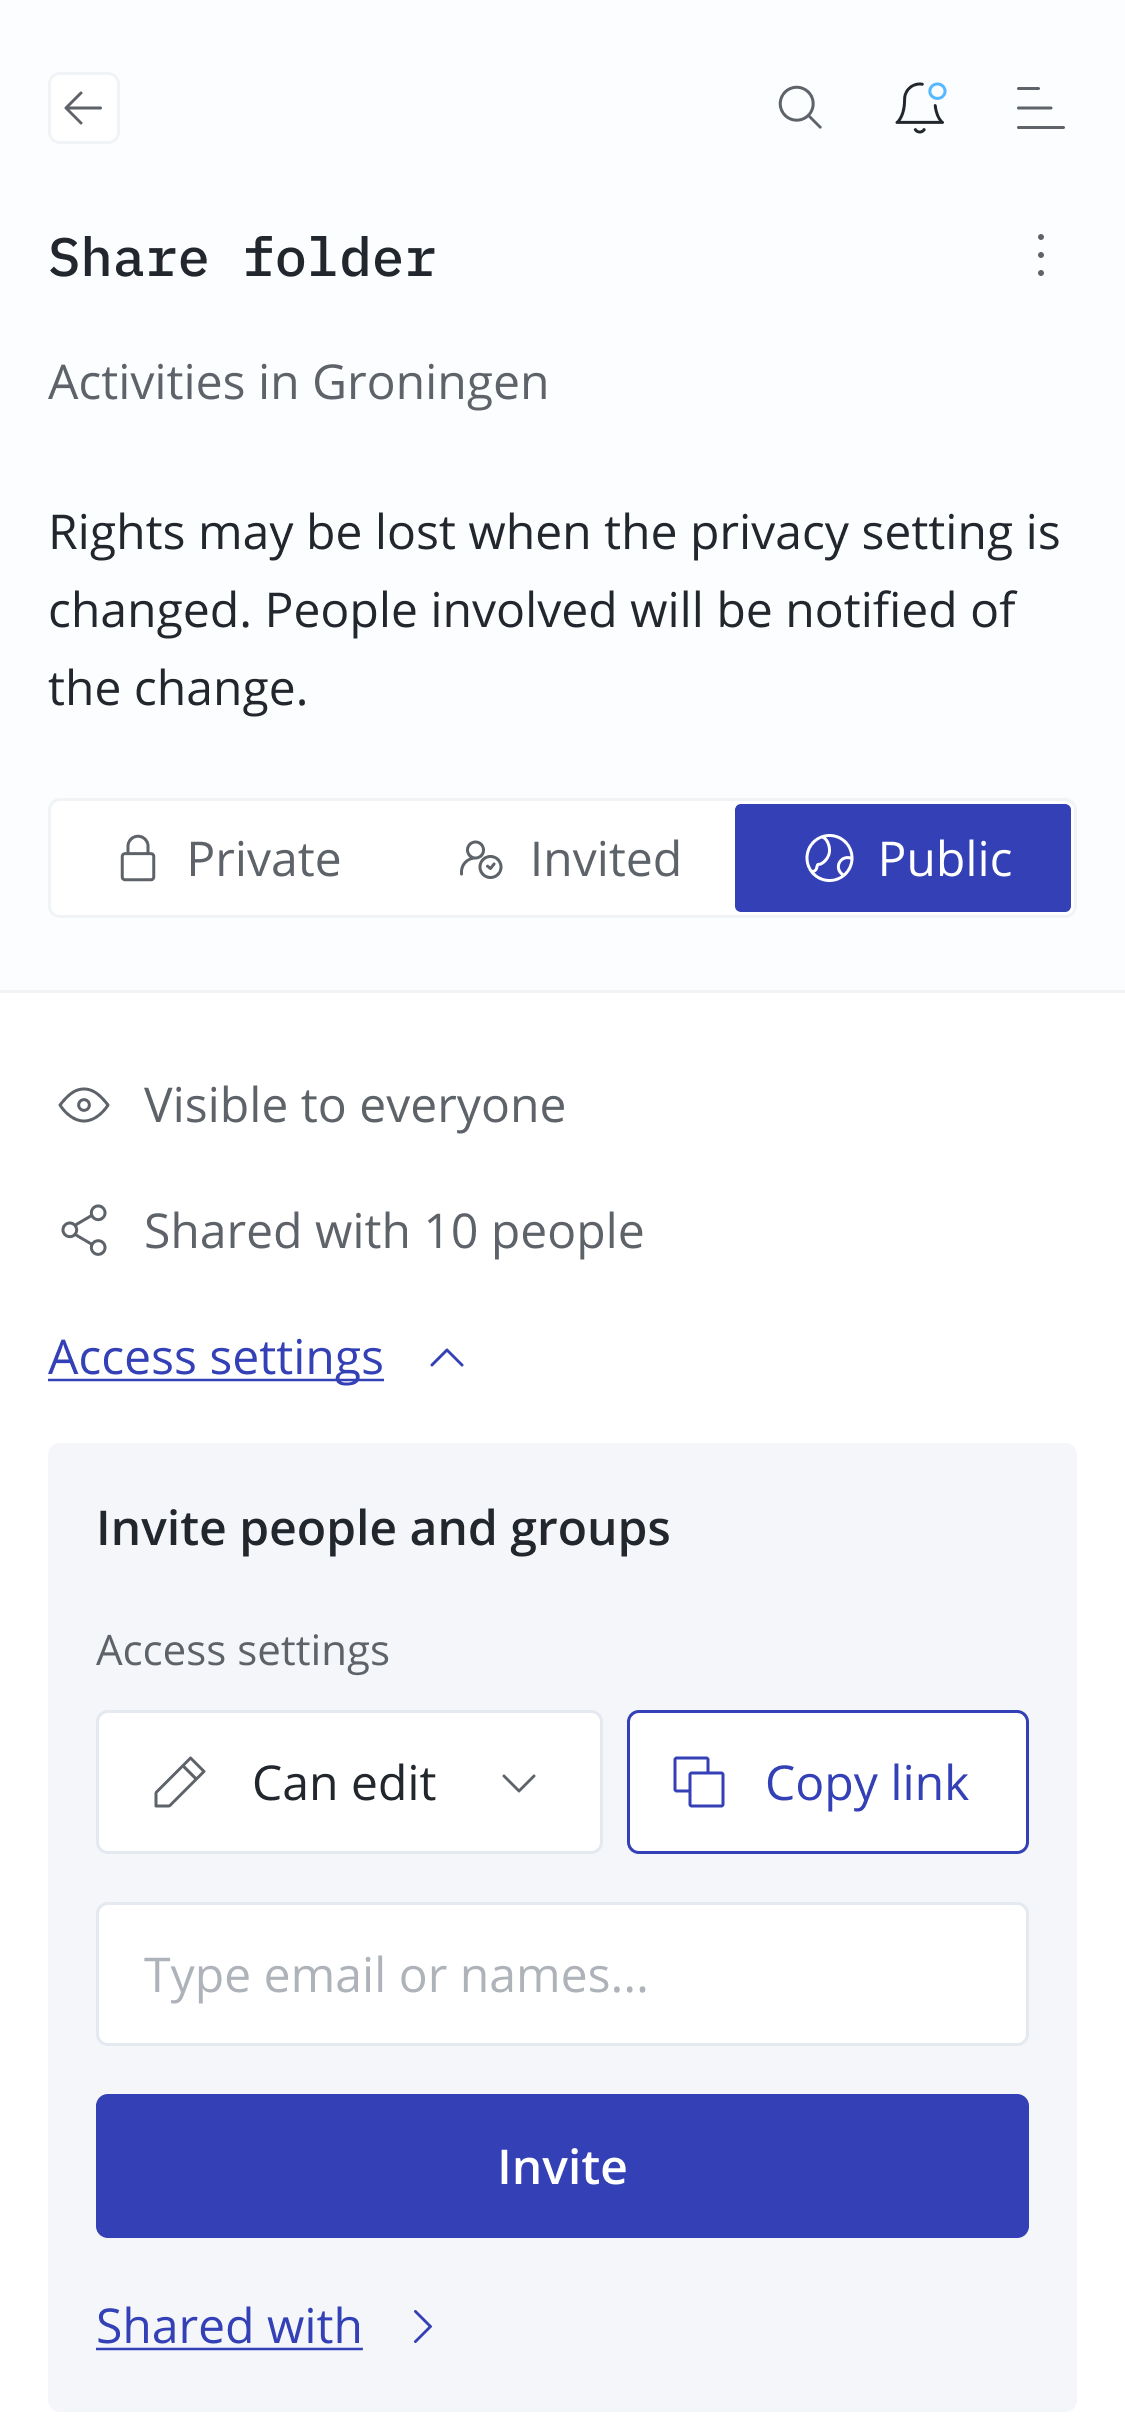 Share folder
Activities in Groningen
Rights may be lost when the privacy setting is
changed. People involved will be notified of
the change.
Private Invited Public
Visible to everyone
Shared with 10 people
Access settings
Invite people and groups
Access settings
Can edit Copy link
Type email or names...
Invite
Shared with